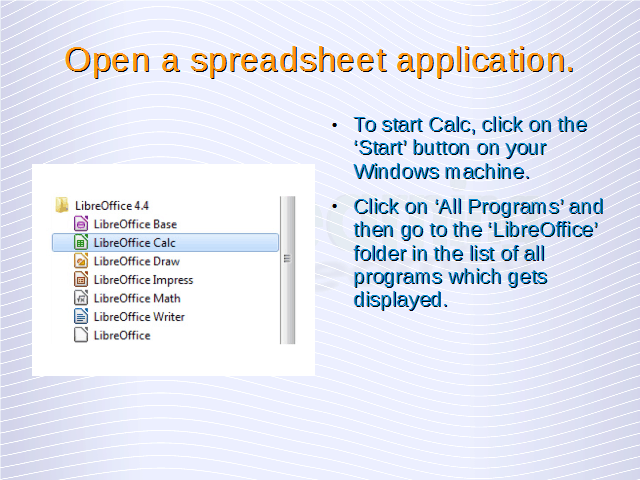 Open a spreadsheet application.
LibreOffice 4.4
LibreOffice Base
LibreOffice Calc
LibreOffice Draw
LibreOffice Impress
LibreOffice Math
LibreOffice Writer
LibreOffice
• To start Calc, click on the
‘Start’ button on your
Windows machine.
• Click on ‘All Programs’ and
then go to the ‘LibreOffice’
folder in the list of all
programs which gets
displayed.